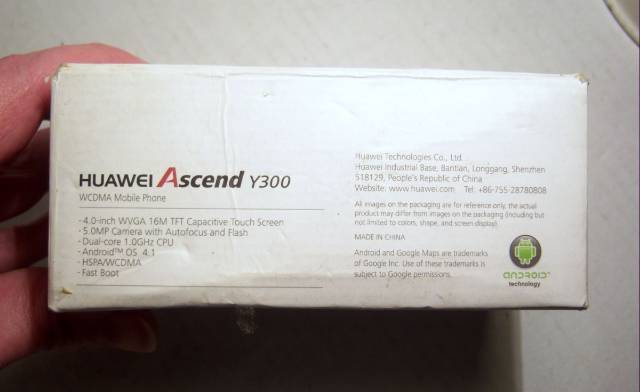 HUAWEI Ascend Y300
WCDMA Mobile Phone
- 4.0-inch WVGA 16M TFT Capacitive Touch Screen
- 5.0MP Camera with Autofocus and Flash
- Dual-core 1.0GHz CPU
- Android™ OS 4.1
- HSPA/WCDMA
- Fast Boot
Huawei Technologies Co., Ltd.
Huawei Industrial Base, Bantian, Longgang, Shenzhen
518129, People's Republic of China
Website: www.huawei.com Tel: +86-755-28780808
All images on the packaging are for reference only, the actual
product may differ from images on the packaging (including but
not limited to colors, shape, and screen display).
MADE IN CHINA
Android and Google Maps are trademarks
of Google Inc. Use of these trademarks is
subject to Google permissions.
ANDROID™
technology